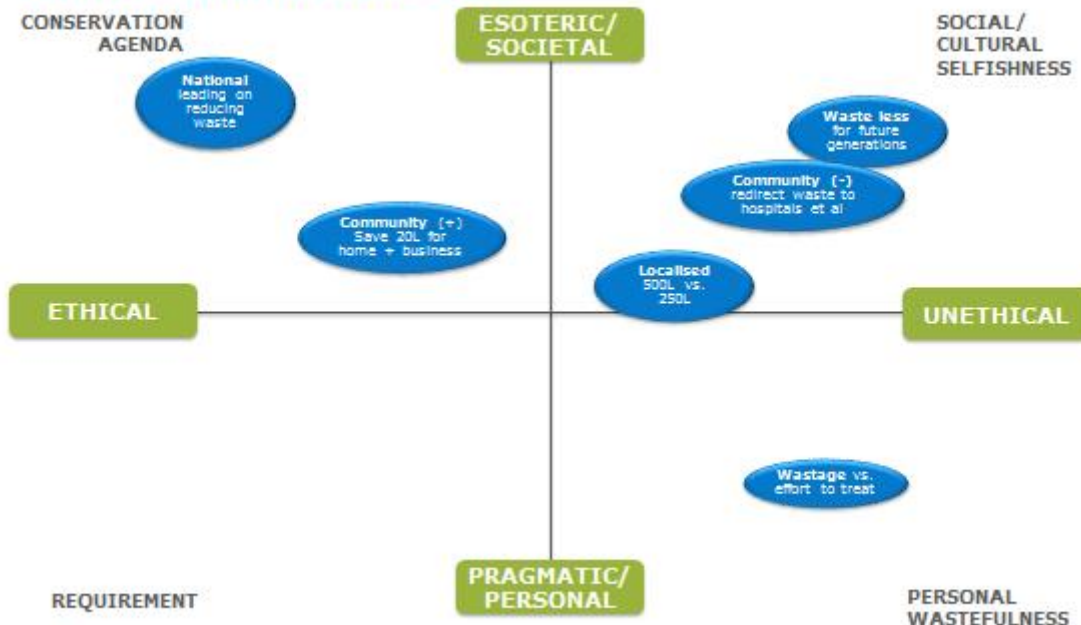 CONSERVATION
AGENDA
ESOTERIC/
SOCIETAL
SOCIAL/
CULTURAL
SELFISHNESS
National
leading on
reducing
waste
Waste less
for future
generations
Community (-)
redirect waste to
hospitals et al
Community (+)
Save 20L for
home + business
Localised
500L vs.
250L
ETHICAL
UNETHICAL
Wastage vs.
effort to treat
PRAGMATIC/
PERSONAL
REQUIREMENT
PERSONAL
WASTEFULNESS